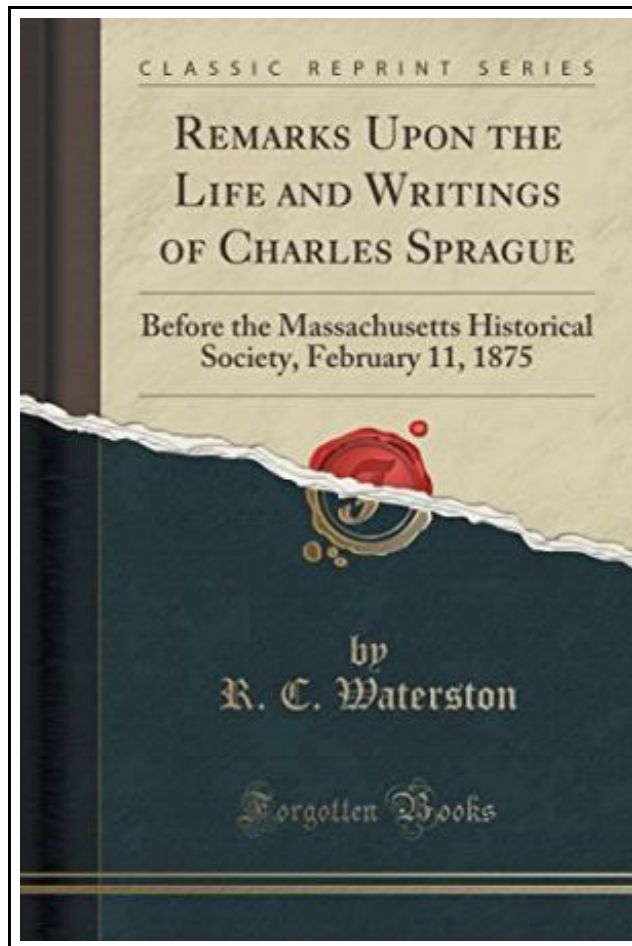 CLASSIC REPRINT SERIES
REMARKS UPON THE
LIFE AND WRITINGS
OF CHARLES SPRAGUE
Before the Massachusetts Historical
Society, February 11, 1875
by
R. C. Waterston
Forgotten Books